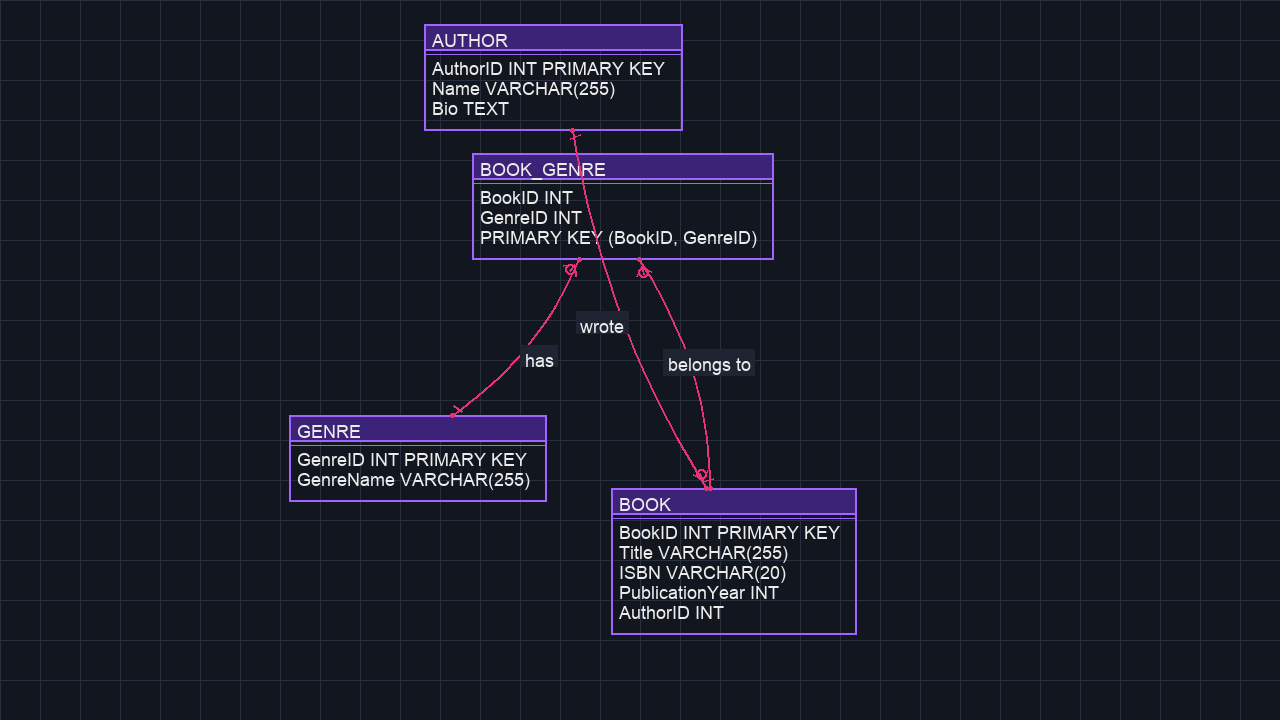 AUTHOR
AuthorID INT PRIMARY KEY
Name VARCHAR(255)
Bio TEXT
BOOK_GENRE
BookID INT
GenreID INT
PRIMARY KEY (BookID, GenreID)
wrote
has
belongs to
GENRE
GenreID INT PRIMARY KEY
GenreName VARCHAR(255)
BOOK
BookID INT PRIMARY KEY
Title VARCHAR(255)
ISBN VARCHAR(20)
PublicationYear INT
AuthorID INT